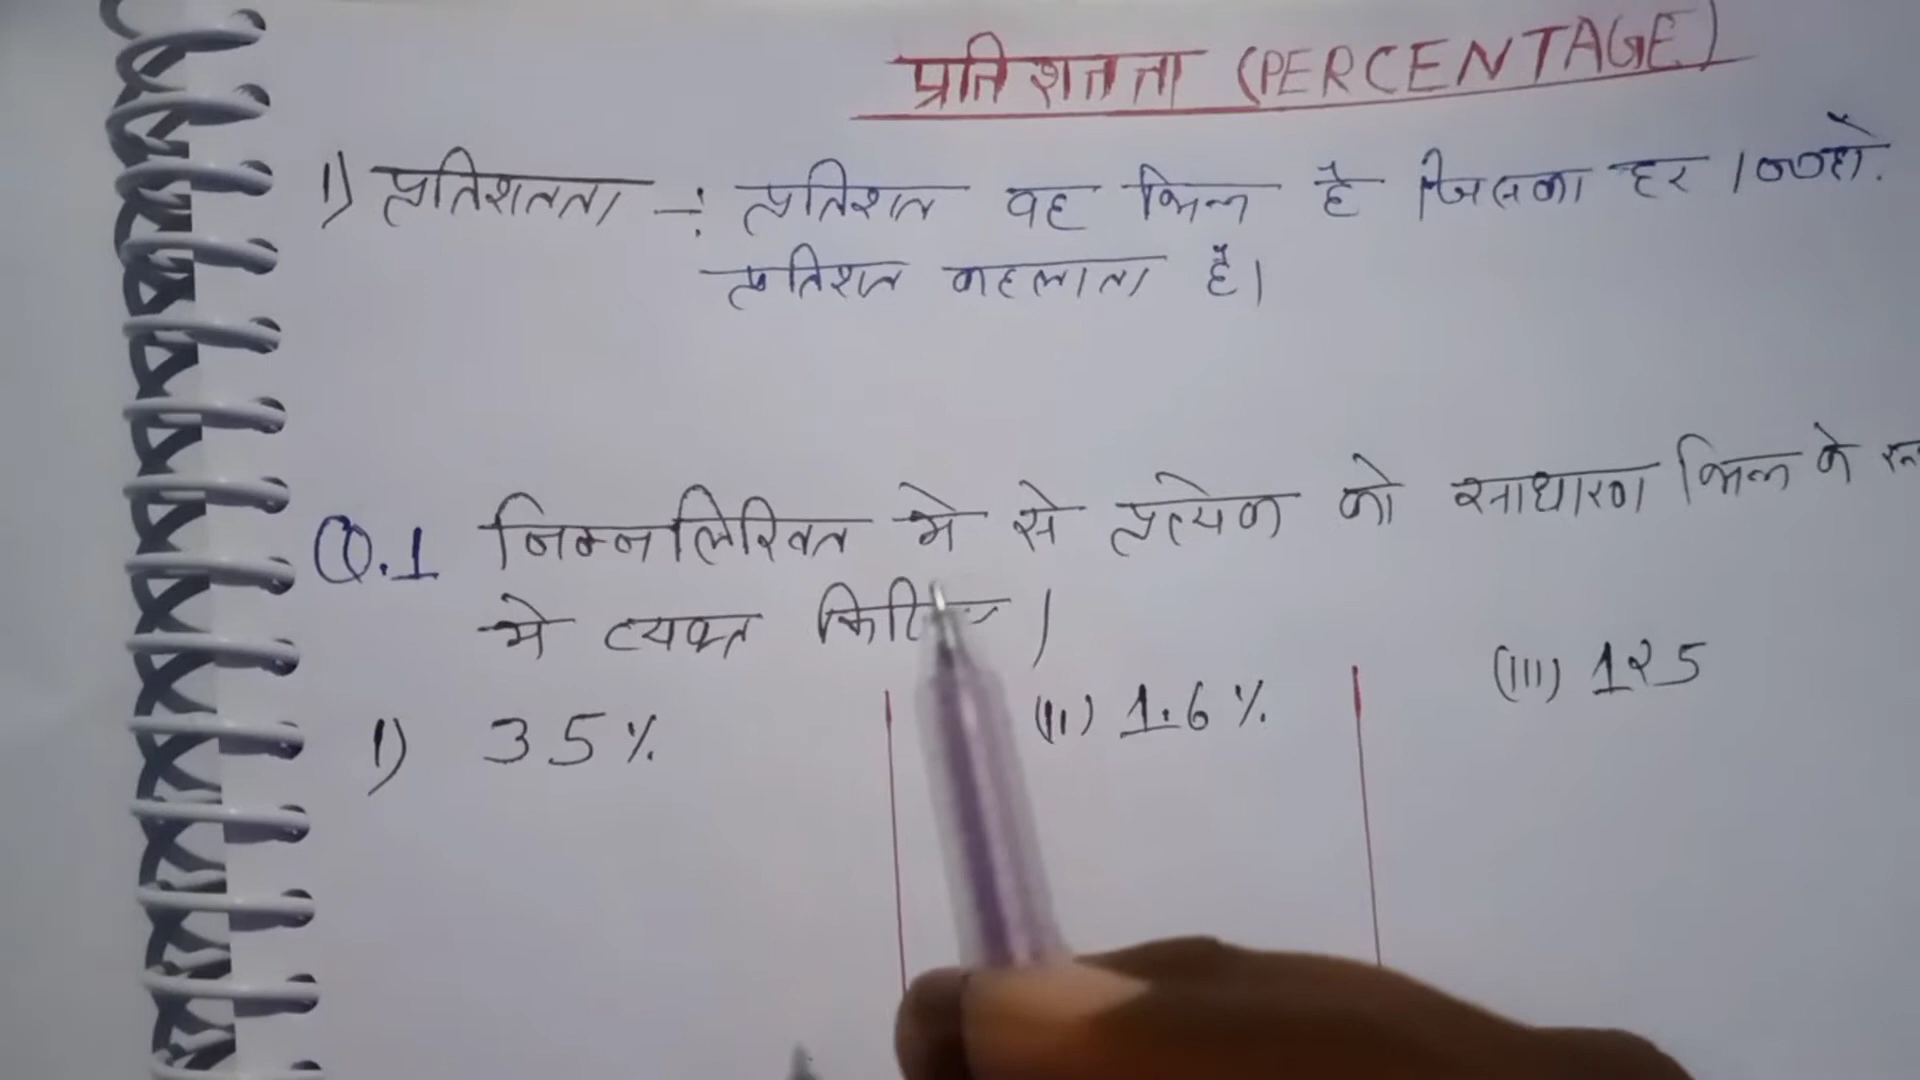 प्रतिशतता (PERCENTAGE)
1) प्रतिशतता -: प्रतिशत वह भिन्न है जिसका हर 100 हो.
प्रतिशत कहलाता है।
Q.1 निम्नलिखित मे से प्रत्येक को साधारण भिन्न के
मे व्यक्त
1) 35% (ii) 1.6% (iii) 125